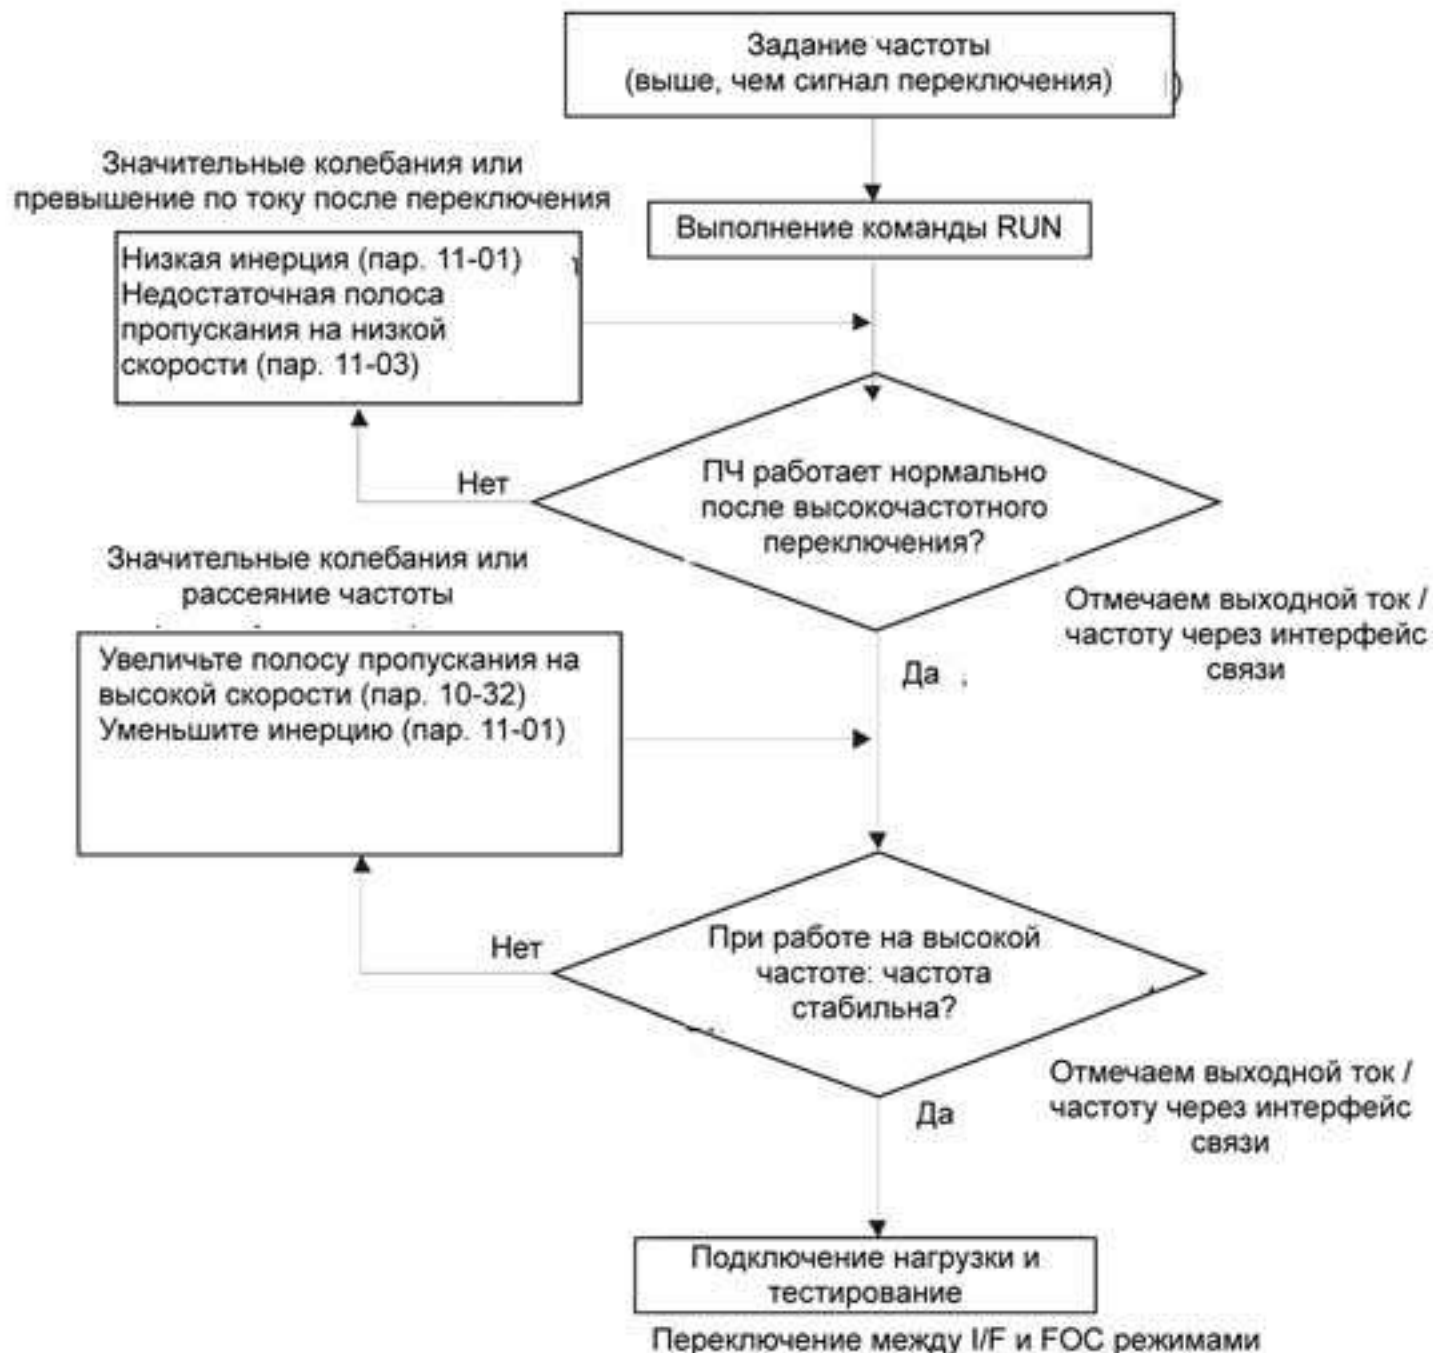 Задание частоты
(выше, чем сигнал переключения)
Значительные колебания или
превышение по току после переключения
Выполнение команды RUN
Низкая инерция (пар. 11-01)
Недостаточная полоса
пропускания на низкой
скорости (пар. 11-03)
Нет
ПЧ работает нормально
после высокочастотного
переключения?
Значительные колебания или
рассеяние частоты
Отмечаем выходной ток /
частоту через интерфейс
связи
Да
Увеличьте полосу пропускания на
высокой скорости (пар. 10-32)
Уменьшите инерцию (пар. 11-01)
Нет
При работе на высокой
частоте: частота
стабильна?
Отмечаем выходной ток /
частоту через интерфейс
связи
Да
Подключение нагрузки и
тестирование
Переключение между I/F и FOC режимами